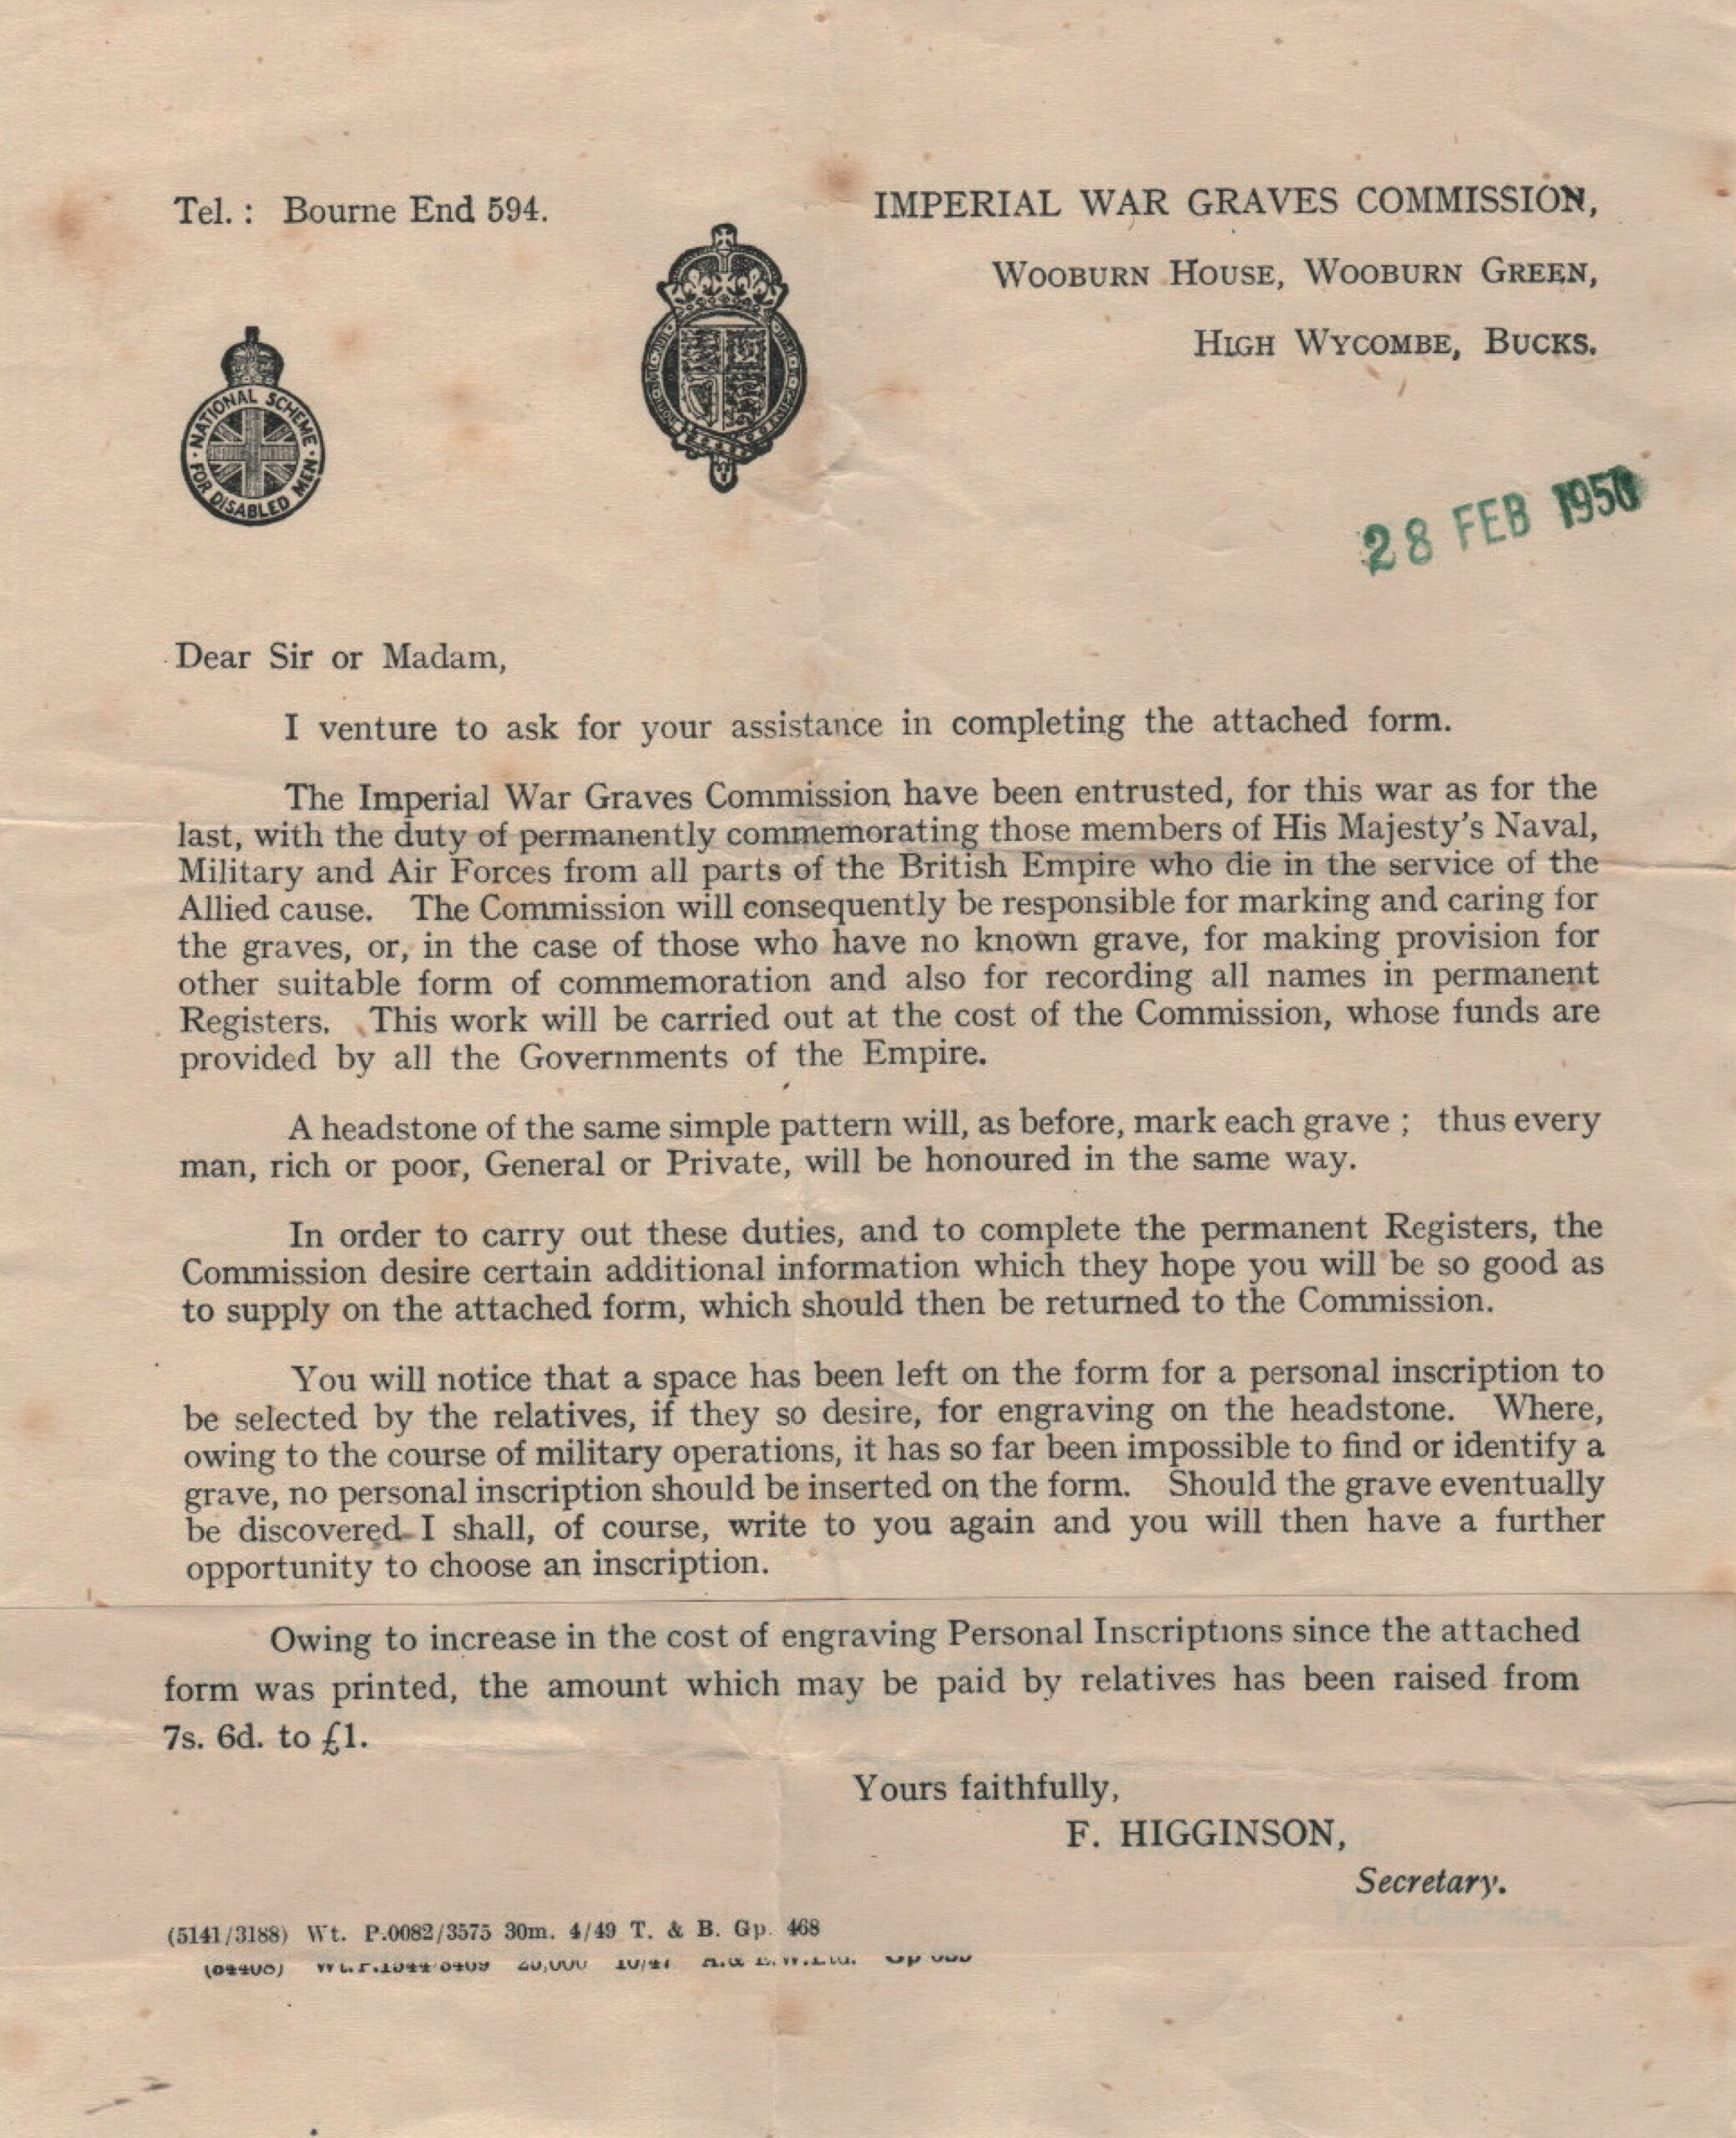 Tel. : Bourne End 594.
IMPERIAL WAR GRAVES COMMISSION,
WOOBURN HOUSE, WOOBURN GREEN,
HIGH WYCOMBE, BUCKS.
NATIONAL SCHEME
FOR DISABLED MEN
28 FEB 1950
Dear Sir or Madam,
I venture to ask for your assistance in completing the attached form.
The Imperial War Graves Commission have been entrusted, for this war as for the
last, with the duty of permanently commemorating those members of His Majesty's Naval,
Military and Air Forces from all parts of the British Empire who die in the service of the
Allied cause. The Commission will consequently be responsible for marking and caring for
the graves, or, in the case of those who have no known grave, for making provision for
other suitable form of commemoration and also for recording all names in permanent
Registers. This work will be carried out at the cost of the Commission, whose funds are
provided by all the Governments of the Empire.
A headstone of the same simple pattern will, as before, mark each grave ; thus every
man, rich or poor, General or Private, will be honoured in the same way.
In order to carry out these duties, and to complete the permanent Registers, the
Commission desire certain additional information which they hope you will be so good as
to supply on the attached form, which should then be returned to the Commission.
You will notice that a space has been left on the form for a personal inscription to
be selected by the relatives, if they so desire, for engraving on the headstone. Where,
owing to the course of military operations, it has so far been impossible to find or identify a
grave, no personal inscription should be inserted on the form. Should the grave eventually
be discovered I shall, of course, write to you again and you will then have a further
opportunity to choose an inscription.
Owing to increase in the cost of engraving Personal Inscriptions since the attached
form was printed, the amount which may be paid by relatives has been raised from
7s. 6d. to £1.
Yours faithfully,
F. HIGGINSON,
Secretary.
(5141/3188) Wt. P.0082/3575 30m. 4/49 T. & B. Gp. 468